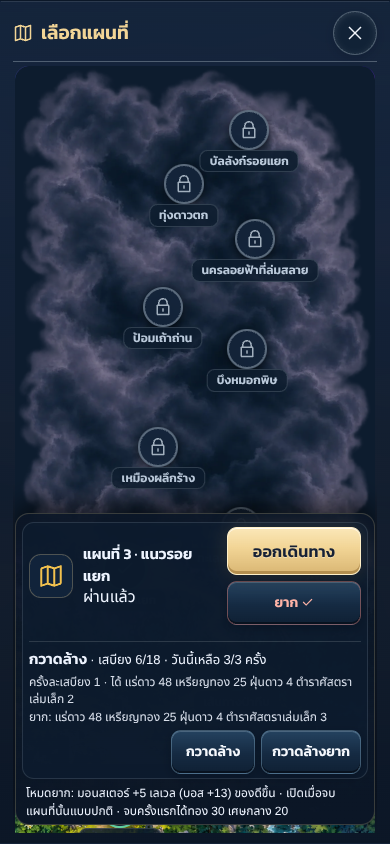 เลือกแผนที่
บัลลังก์รอยแยก
ทุ่งดาวตก
นครลอยฟ้าที่ล่มสลาย
ป้อมเถ้าถ่าน
บึงหมอกพิษ
เหมืองผลึกร้าง
แผนที่ 3 · แนวรอย
แยก
ผ่านแล้ว
ออกเดินทาง
ยาก ✓
กวาดล้าง · เสบียง 6/18 · วันนี้เหลือ 3/3 ครั้ง
ครั้งละเสบียง 1 · ได้ แร่ดาว 48 เหรียญทอง 25 ฝุ่นดาว 4 ตำราศัสตรา
เล่มเล็ก 2
ยาก: แร่ดาว 48 เหรียญทอง 25 ฝุ่นดาว 4 ตำราศัสตราเล่มเล็ก 3
กวาดล้าง
กวาดล้างยาก
โหมดยาก: มอนสเตอร์ +5 เลเวล (บอส +13) ของดีขึ้น · เปิดเมื่อจบ
แผนที่นั้นแบบปกติ · จบครั้งแรกได้ทอง 30 เศษกลาง 20